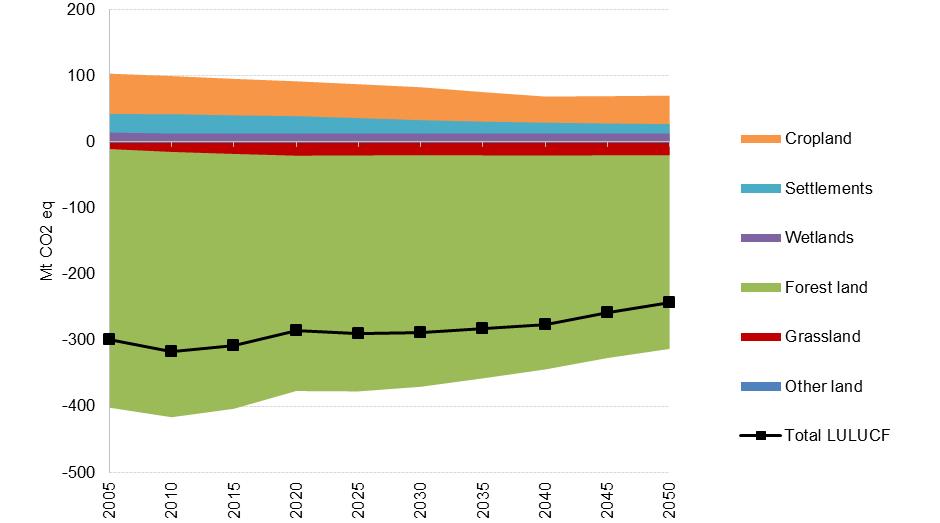 200
100
0
-100
-200
-300
-400
-500
Mt CO2 eq
2005
2010
2015
2020
2025
2030
2035
2040
2045
2050
Cropland
Settlements
Wetlands
Forest land
Grassland
Other land
Total LULUCF